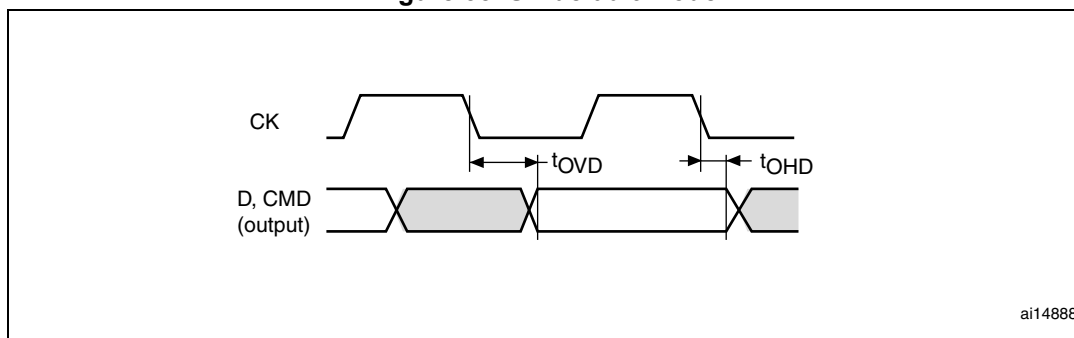 CK
tOVD
tOHD
D, CMD
(output)
ai14888